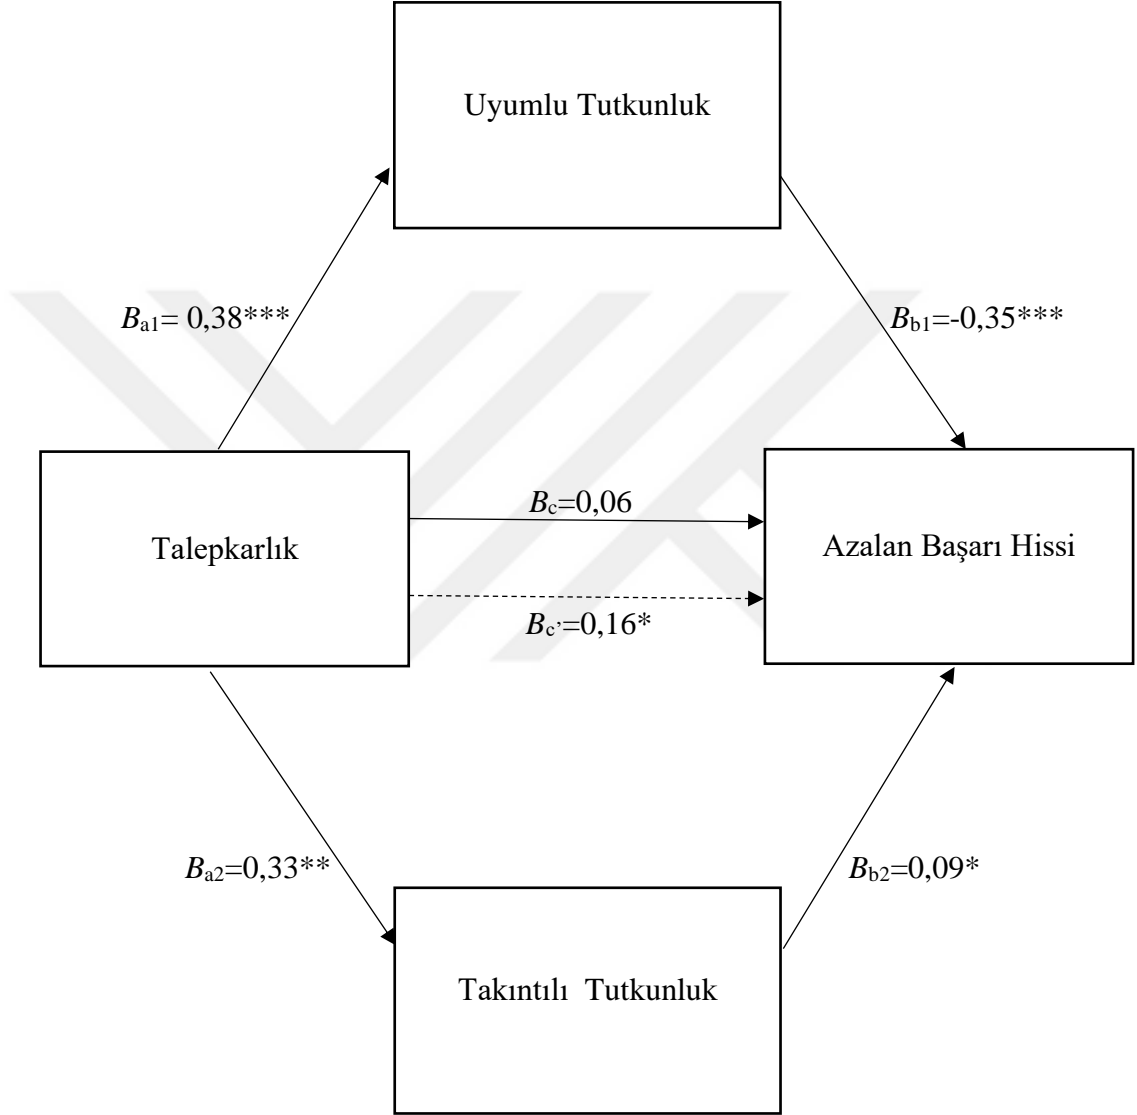 Uyumlu Tutkunluk
Ba1= 0,38***
Bb1=-0,35***
Talepkarlık
Bc=0,06
Bc’=0,16*
Azalan Başarı Hissi
Ba2=0,33**
Bb2=0,09*
Takıntılı Tutkunluk